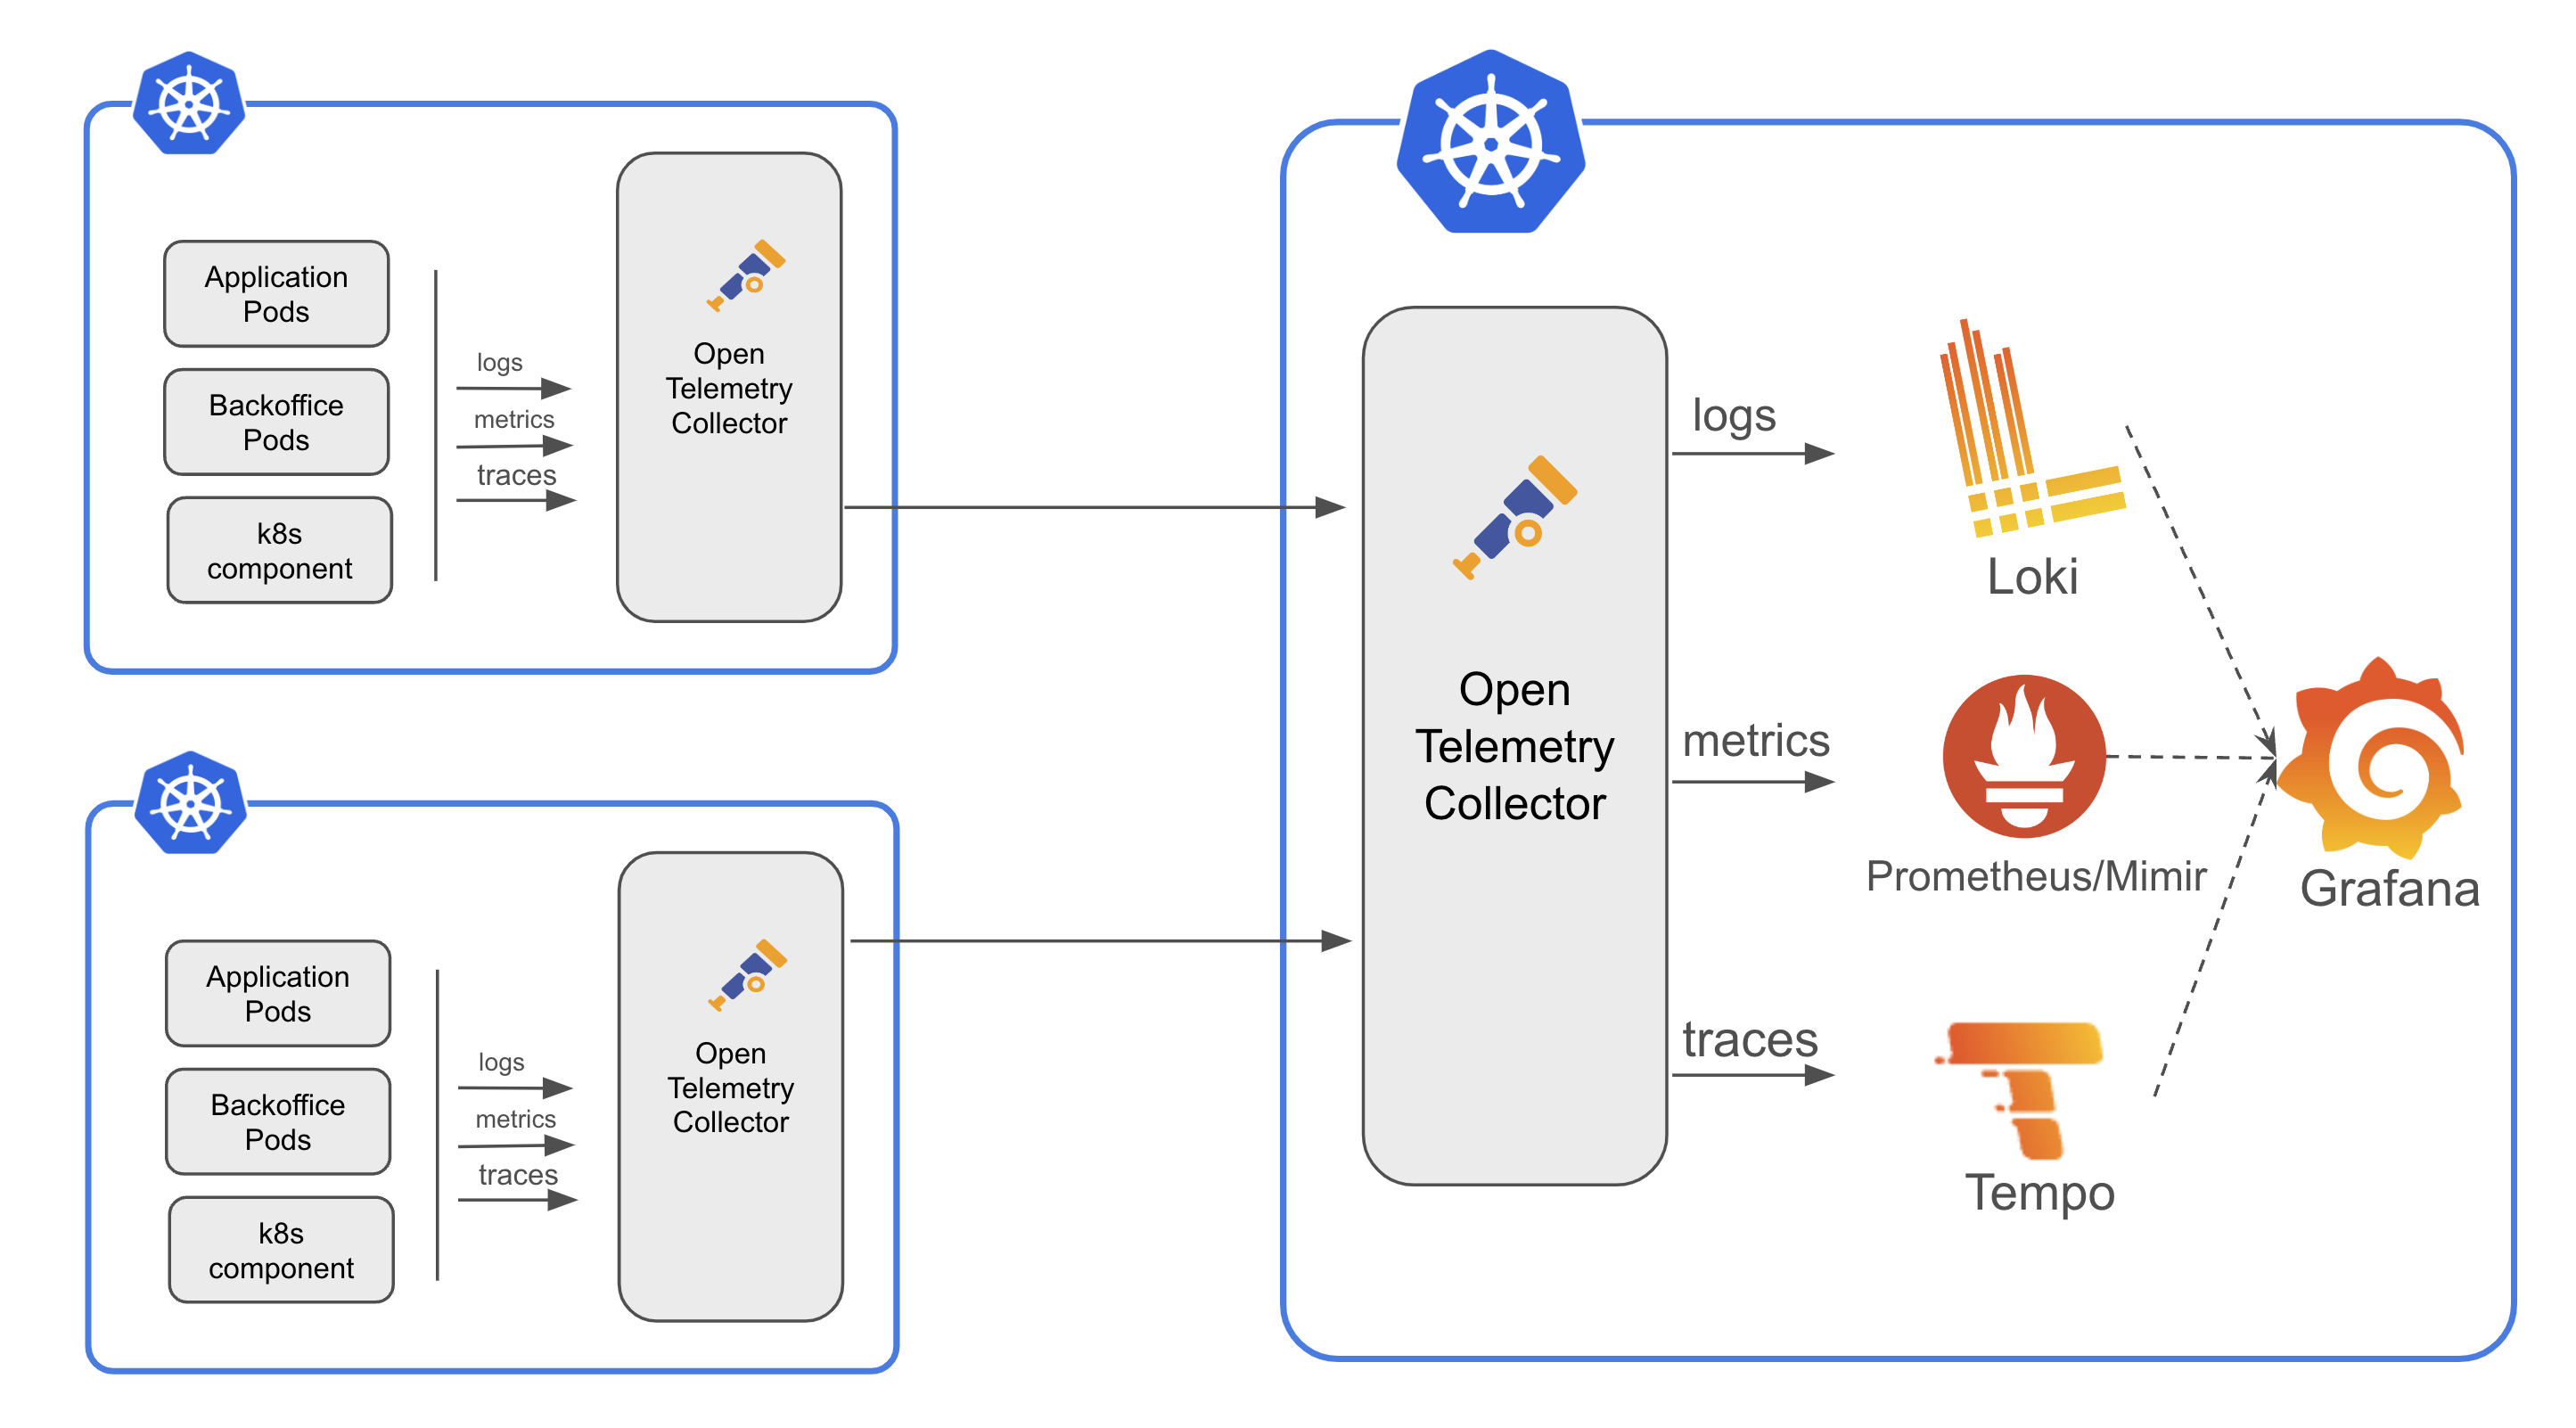 Application
Pods
Backoffice
Pods
k8s
component
logs
metrics
traces
Open
Telemetry
Collector
Application
Pods
Backoffice
Pods
k8s
component
logs
metrics
traces
Open
Telemetry
Collector
Open
Telemetry
Collector
logs
metrics
traces
Loki
Prometheus/Mimir
Tempo
Grafana